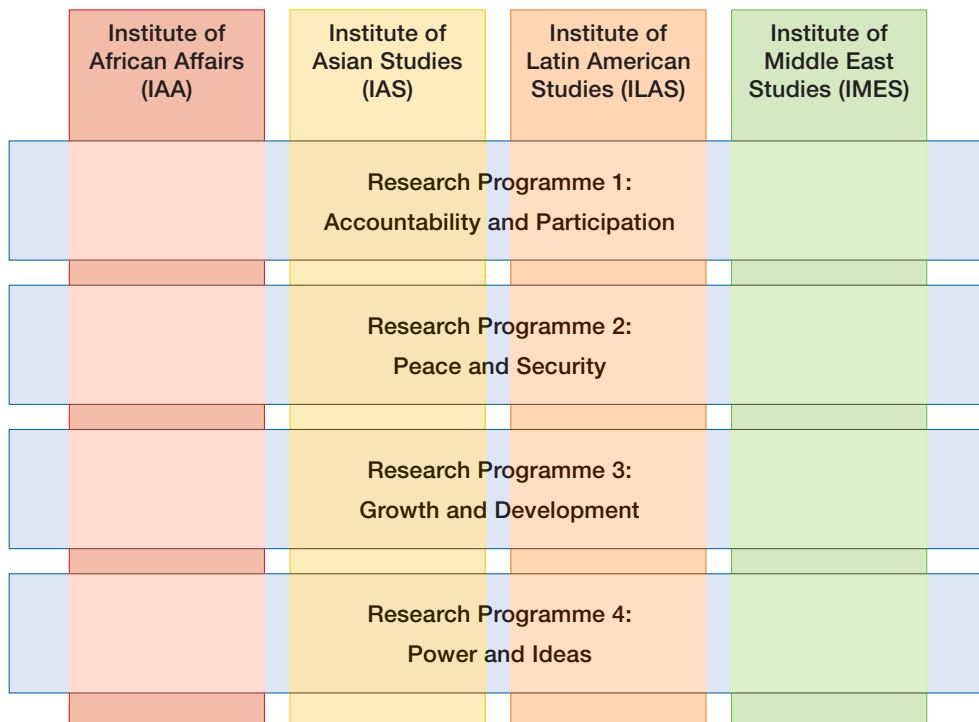 Institute of
African Affairs
(IAA)
Institute of
Asian Studies
(IAS)
Institute of
Latin American
Studies (ILAS)
Institute of
Middle East
Studies (IMES)
Research Programme 1:
Accountability and Participation
Research Programme 2:
Peace and Security
Research Programme 3:
Growth and Development
Research Programme 4:
Power and Ideas